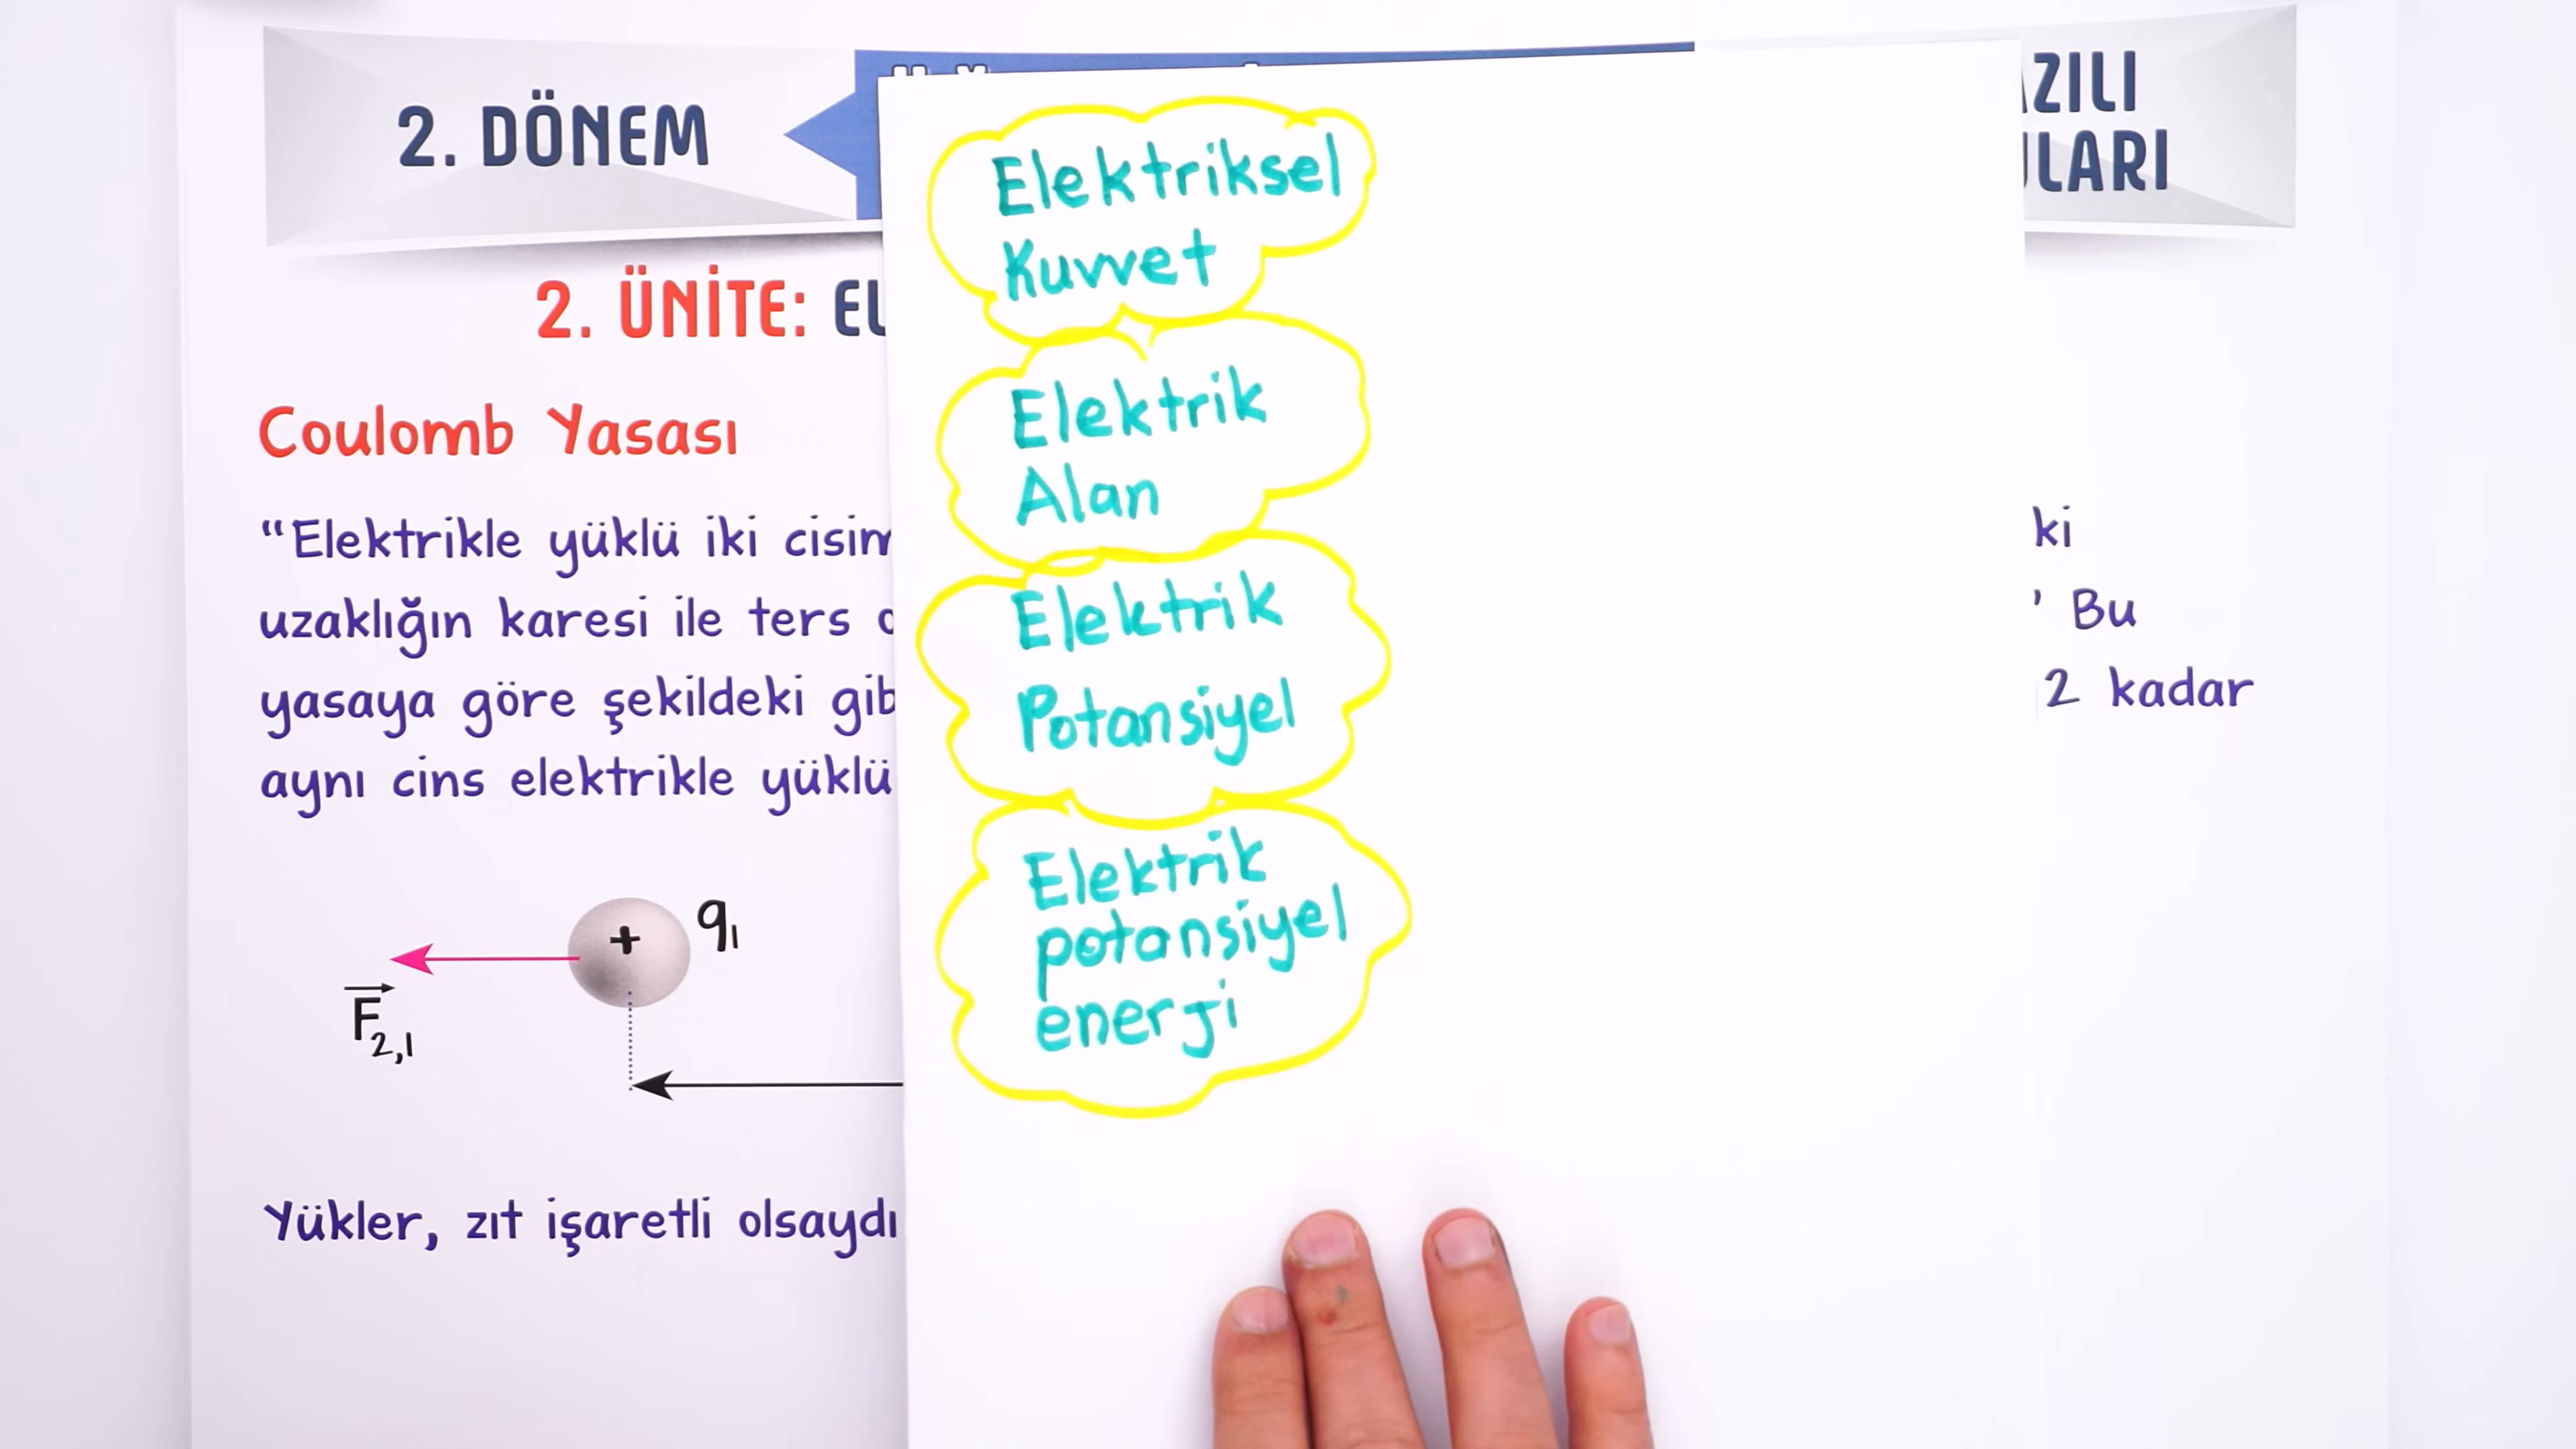 2. DÖNEM
AZILI
ULARI
2. ÜNİTE: EL
Coulomb Yasası
“Elektrikle yüklü iki cisim
ki
uzaklığın karesi ile ters o
’ Bu
yasaya göre şekildeki gib
2 kadar
aynı cins elektrikle yüklü
+ q1
F2,1
Yükler, zıt işaretli olsaydı
Elektriksel
Kuvvet
Elektrik
Alan
Elektrik
Potansiyel
Elektrik
potansiyel
enerji